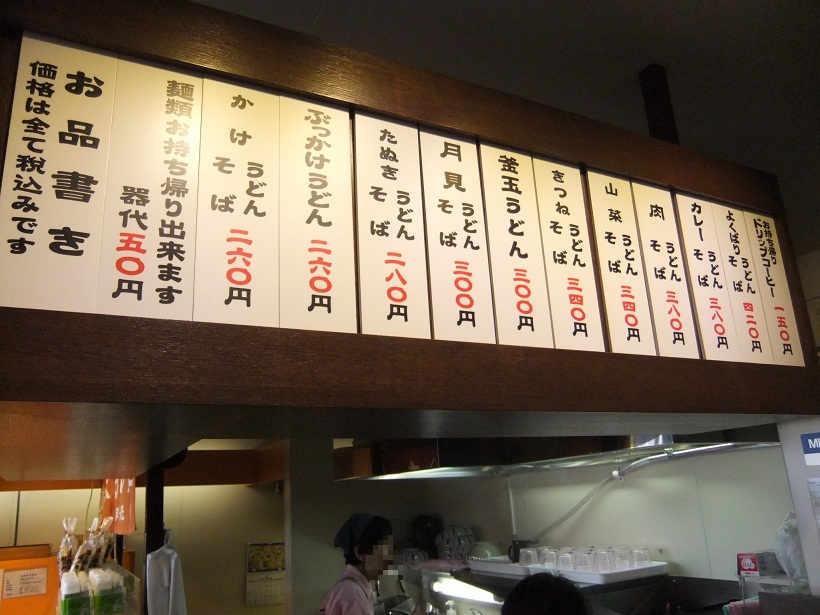 お品書き
価格は全て税込みです
麺類お持ち帰り出来ます
器代五〇円
かけ うどん そば 二六〇円
ぶっかけうどん 二六〇円
たぬき うどん そば 二八〇円
月見 うどん そば 三〇〇円
釜玉うどん 三〇〇円
きつね うどん そば 三四〇円
山菜 うどん そば 三四〇円
肉 うどん そば 三八〇円
カレー うどん そば 三八〇円
よくばり うどん そば 四二〇円
お持ち帰り
ドリップコーヒー 一五〇円